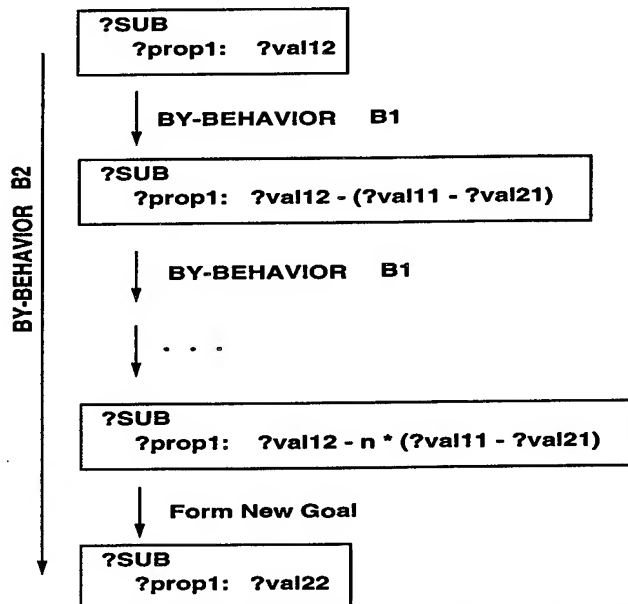 ?SUB
?prop1: ?val12
BY-BEHAVIOR B1
?SUB
?prop1: ?val12 - (?val11 - ?val21)
BY-BEHAVIOR B1
. . .
?SUB
?prop1: ?val12 - n * (?val11 - ?val21)
Form New Goal
?SUB
?prop1: ?val22
BY-BEHAVIOR B2